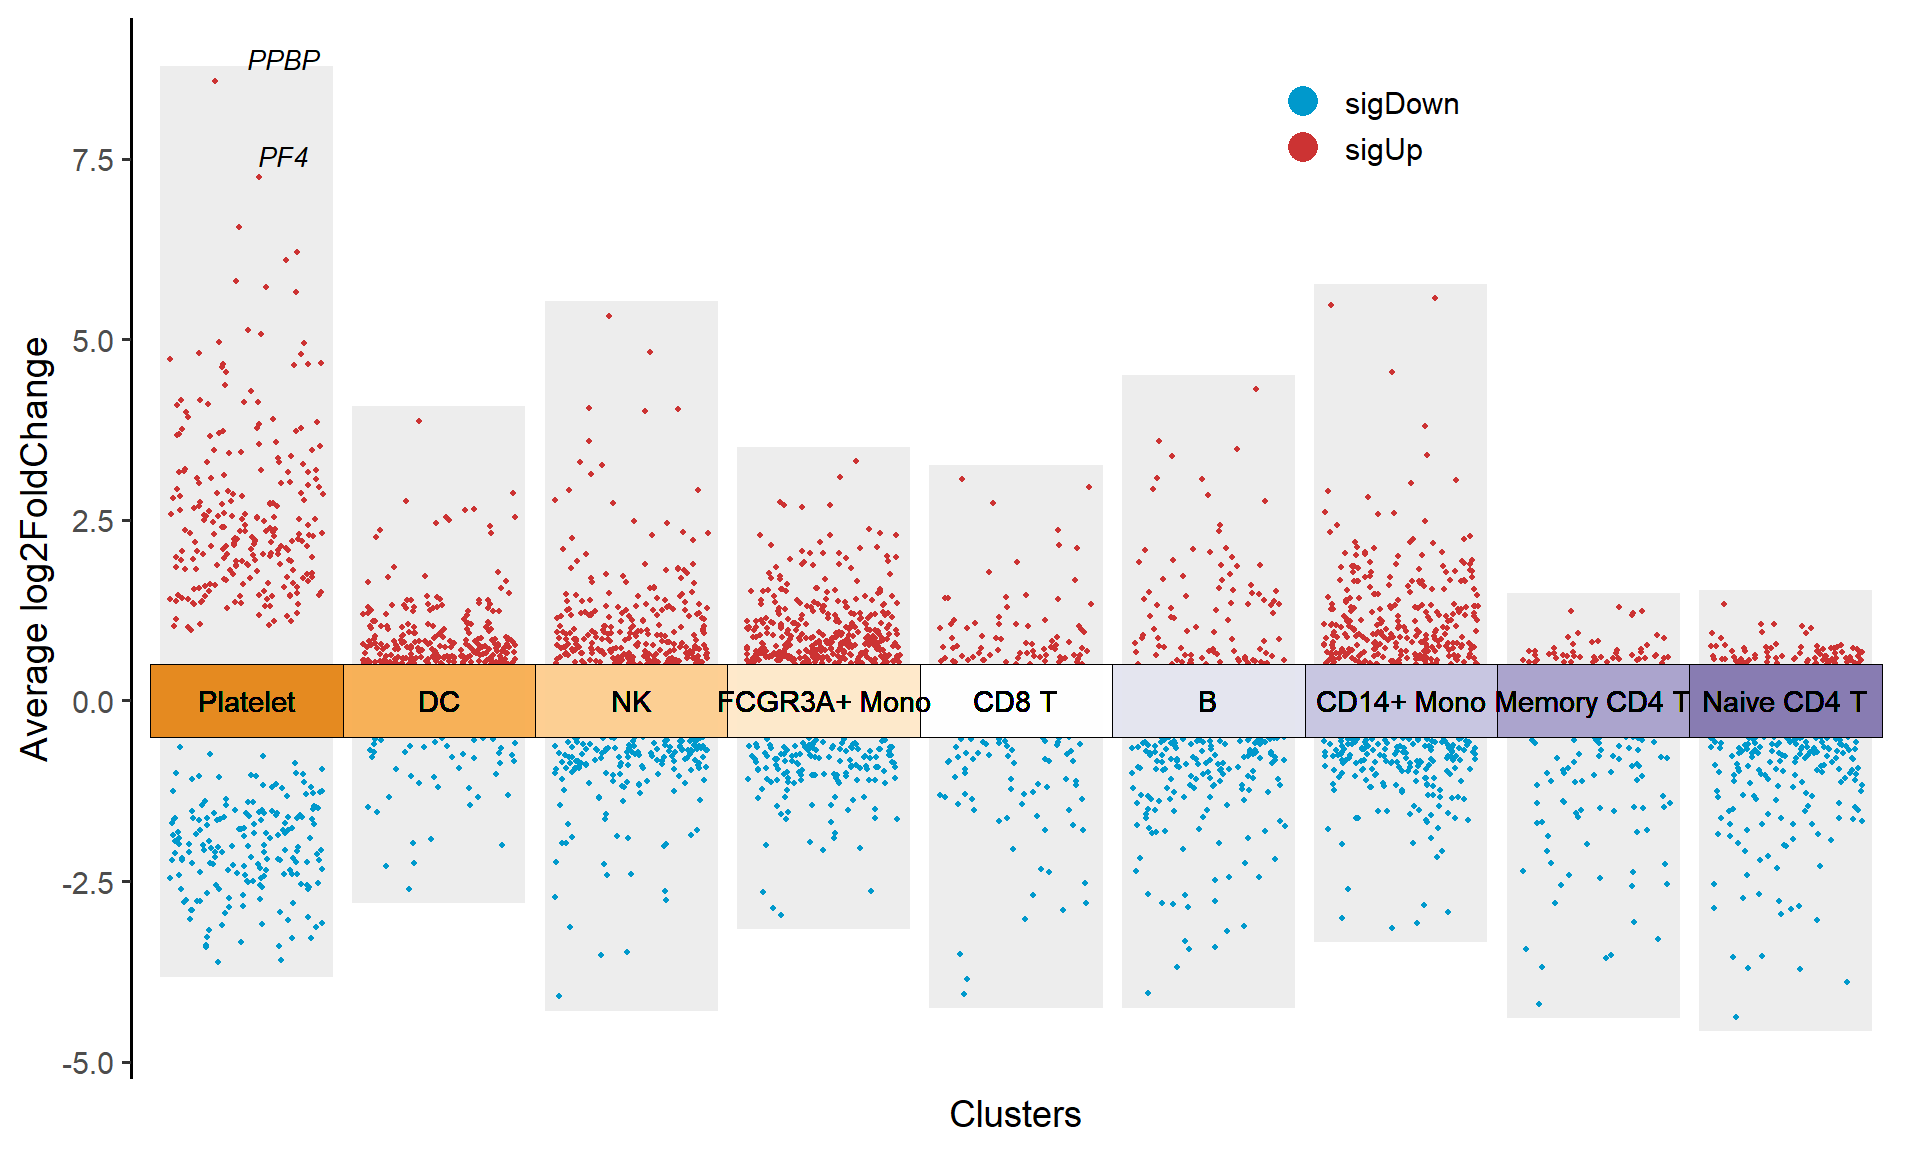 PPBP
PF4
sigDown
sigUp
Average log2FoldChange
7.5
5.0
2.5
0.0
-2.5
-5.0
Platelet
DC
NK
FCGR3A+ Mono
CD8 T
B
CD14+ Mono
Memory CD4 T
Naive CD4 T
Clusters